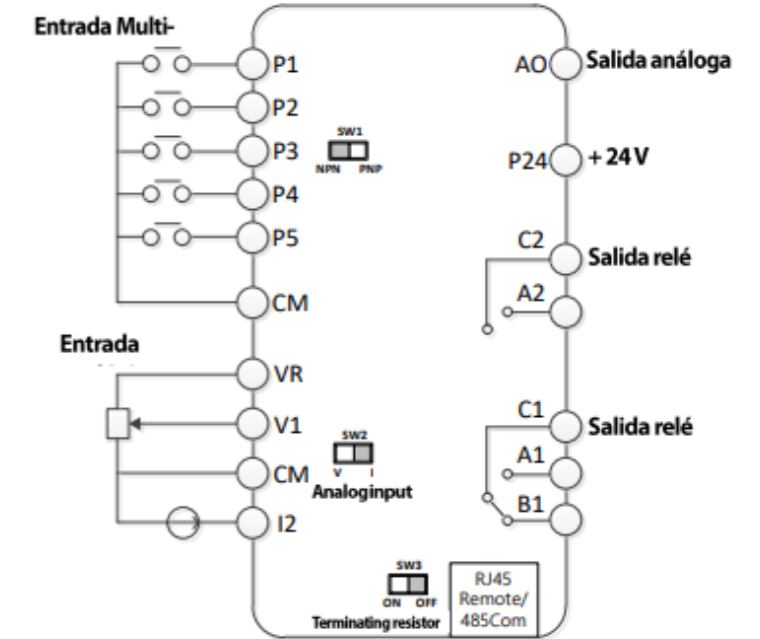 Entrada Multi-
P1
P2
P3
P4
P5
CM
SW1
NPN PNP
AO Salida análoga
P24 + 24 V
C2 Salida relé
A2
Entrada
VR
V1
CM
I2
SW2
V I
Analoginput
C1 Salida relé
A1
B1
SW3
ON OFF
Terminating resistor
RJ45
Remote/
485Com